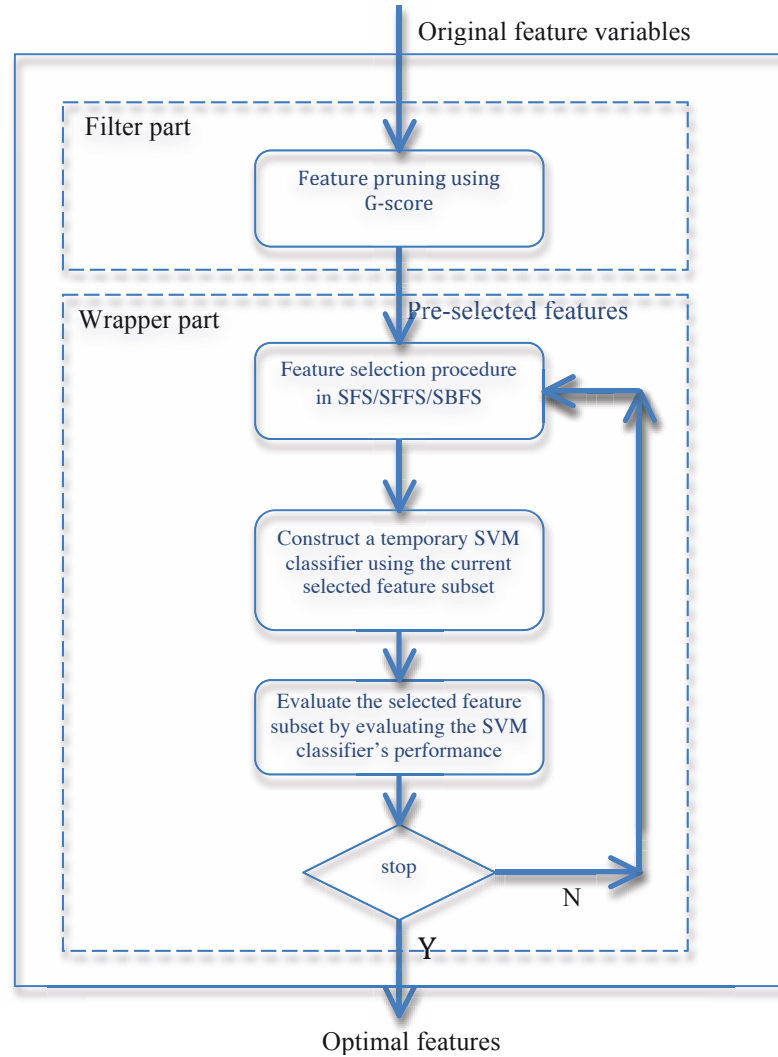 Original feature variables
Filter part
Feature pruning using
G-score
Pre-selected features
Wrapper part
Feature selection procedure
in SFS/SFFS/SBFS
Construct a temporary SVM
classifier using the current
selected feature subset
Evaluate the selected feature
subset by evaluating the SVM
classifier's performance
stop
N
Y
Optimal features